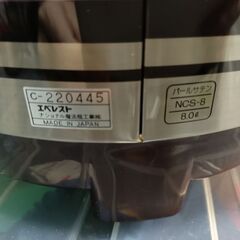 C-220445
エベレスト
ナショナル魔法瓶工業㈱
MADE IN JAPAN
パールサテン
NCS-8
8.0ℓ